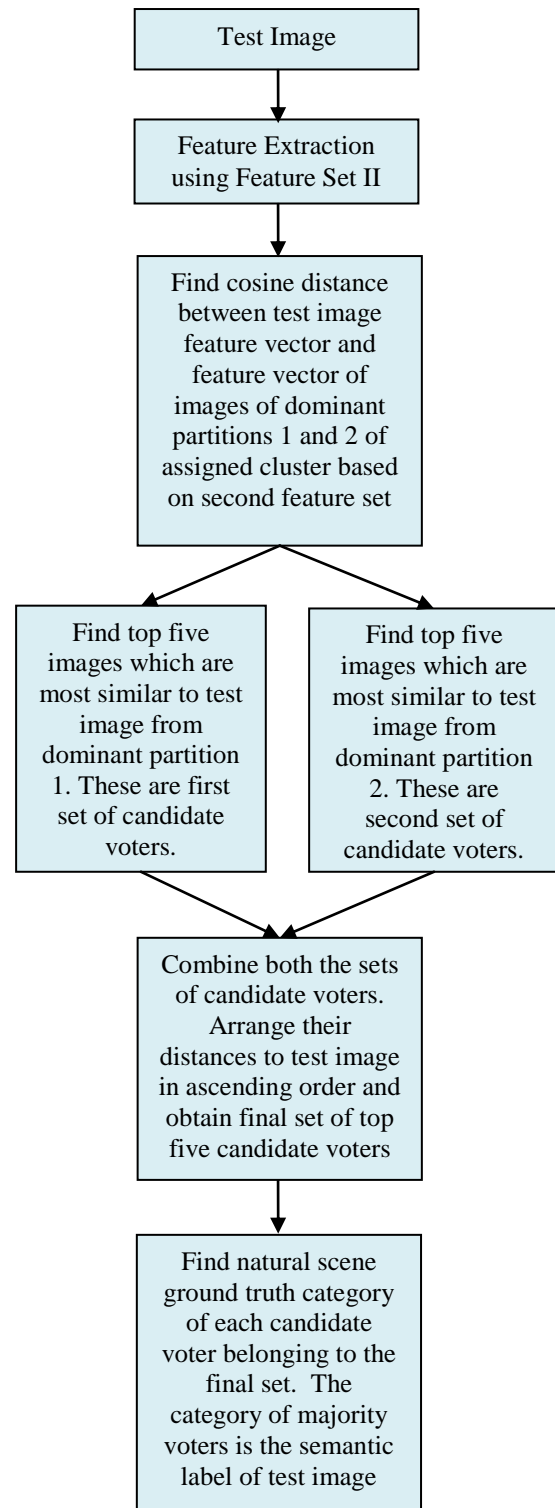 Test Image
Feature Extraction
using Feature Set II
Find cosine distance
between test image
feature vector and
feature vector of
images of dominant
partitions 1 and 2 of
assigned cluster based
on second feature set
Find top five
images which are
most similar to test
image from
dominant partition
1. These are first
set of candidate
voters.
Find top five
images which are
most similar to test
image from
dominant partition
2. These are
second set of
candidate voters.
Combine both the sets
of candidate voters.
Arrange their
distances to test image
in ascending order and
obtain final set of top
five candidate voters
Find natural scene
ground truth category
of each candidate
voter belonging to the
final set.  The
category of majority
voters is the semantic
label of test image